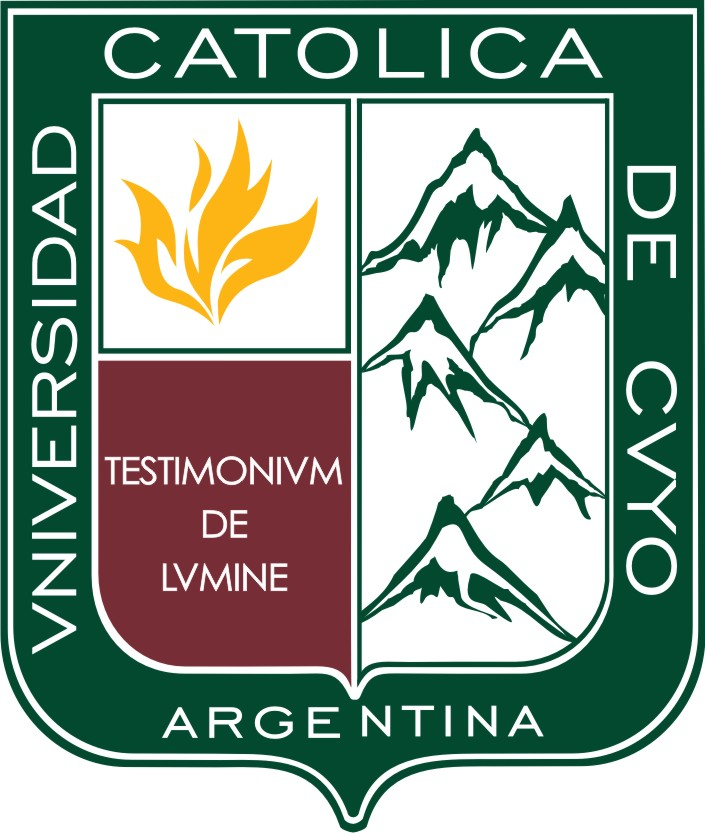 VNIVERSIDAD
CATOLICA
DE CVYO
TESTIMONIVM
DE
LVMINE
ARGENTINA